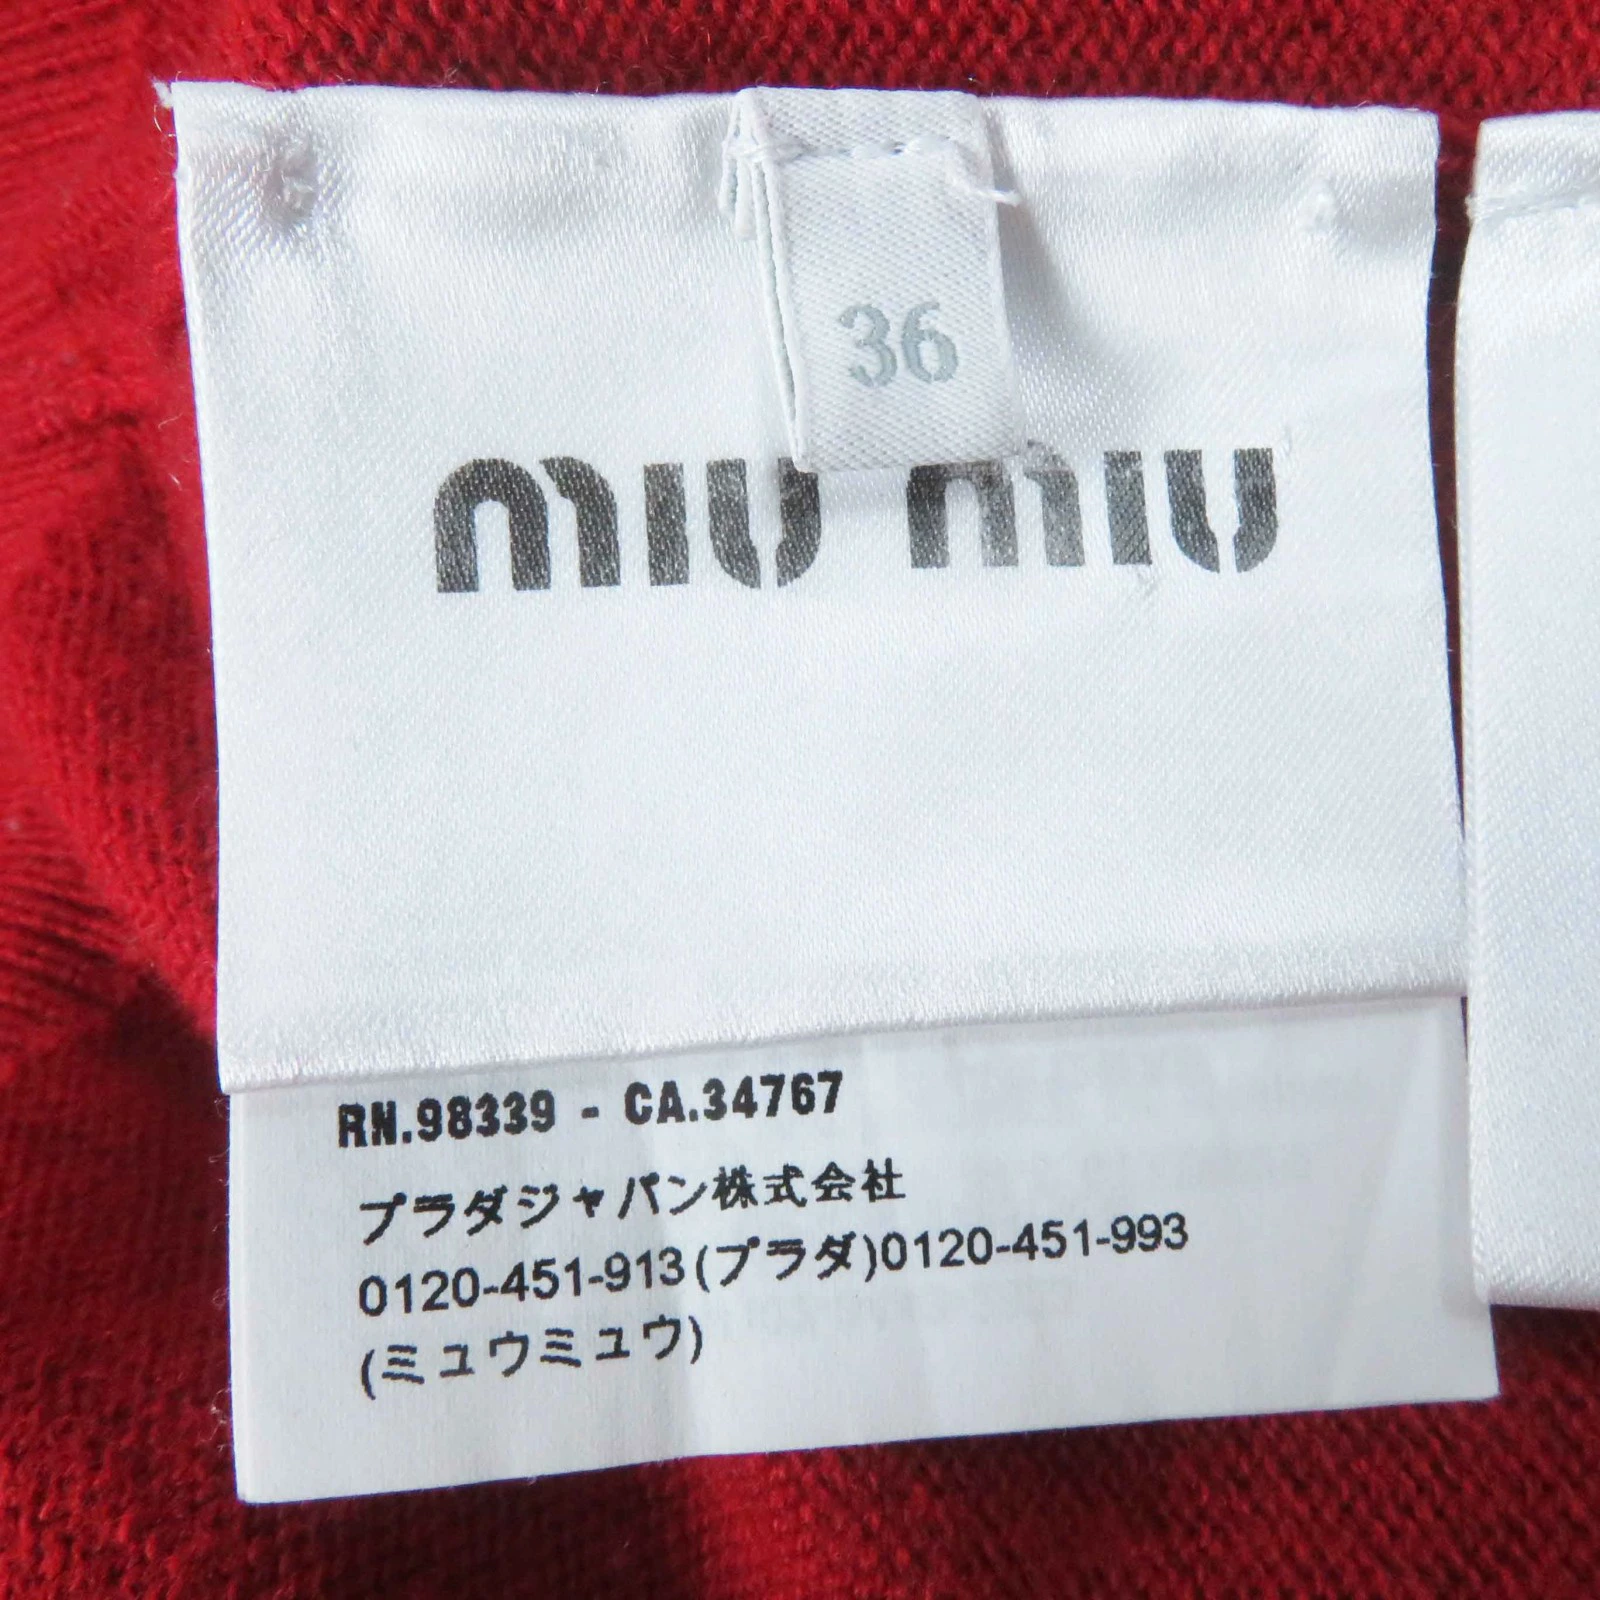 36
miu miu
RN.98339 - CA.34767
プラダジャパン株式会社
0120-451-913(プラダ)0120-451-993
(ミュウミュウ)